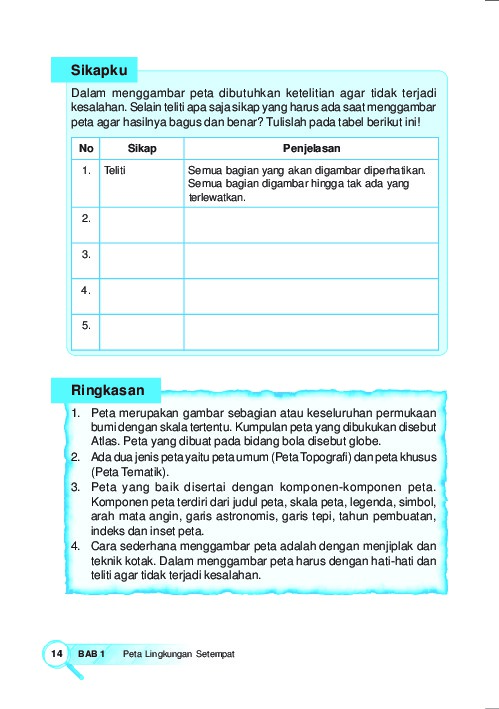 Sikapku
Dalam menggambar peta dibutuhkan ketelitian agar tidak terjadi
kesalahan. Selain teliti apa saja sikap yang harus ada saat menggambar
peta agar hasilnya bagus dan benar? Tulislah pada tabel berikut ini!
No Sikap Penjelasan
1. Teliti Semua bagian yang akan digambar diperhatikan.
Semua bagian digambar hingga tak ada yang
terlewatkan.
2.
3.
4.
5.
Ringkasan
1. Peta merupakan gambar sebagian atau keseluruhan permukaan
bumi dengan skala tertentu. Kumpulan peta yang dibukukan disebut
Atlas. Peta yang dibuat pada bidang bola disebut globe.
2. Ada dua jenis peta yaitu peta umum (Peta Topografi) dan peta khusus
(Peta Tematik).
3. Peta yang baik disertai dengan komponen-komponen peta.
Komponen peta terdiri dari judul peta, skala peta, legenda, simbol,
arah mata angin, garis astronomis, garis tepi, tahun pembuatan,
indeks dan inset peta.
4. Cara sederhana menggambar peta adalah dengan menjiplak dan
teknik kotak. Dalam menggambar peta harus dengan hati-hati dan
teliti agar tidak terjadi kesalahan.
14 BAB 1 Peta Lingkungan Setempat